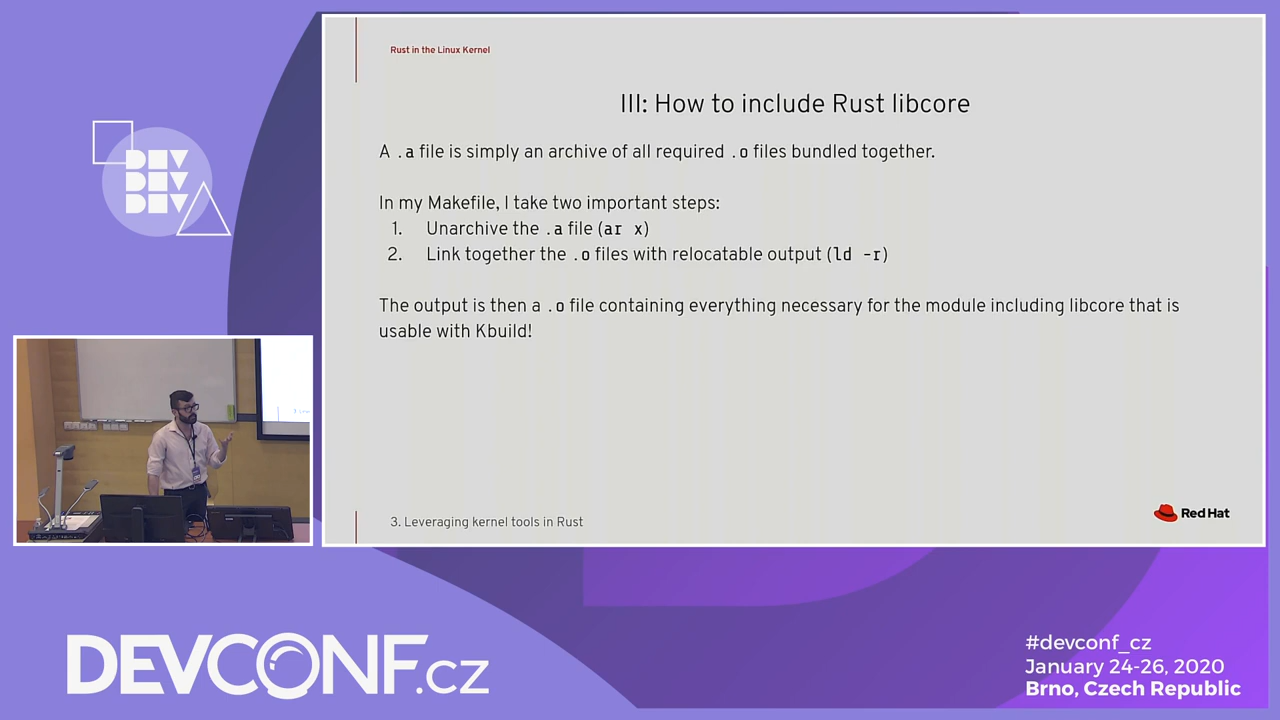 Rust in the Linux Kernel
III: How to include Rust libcore
A .a file is simply an archive of all required .o files bundled together.
In my Makefile, I take two important steps:
1. Unarchive the .a file (ar x)
2. Link together the .o files with relocatable output (ld -r)
The output is then a .o file containing everything necessary for the module including libcore that is
usable with Kbuild!
3. Leveraging kernel tools in Rust
Red Hat
DEV
DEV
DEV
DEVCONF.cz
#devconf_cz
January 24-26, 2020
Brno, Czech Republic